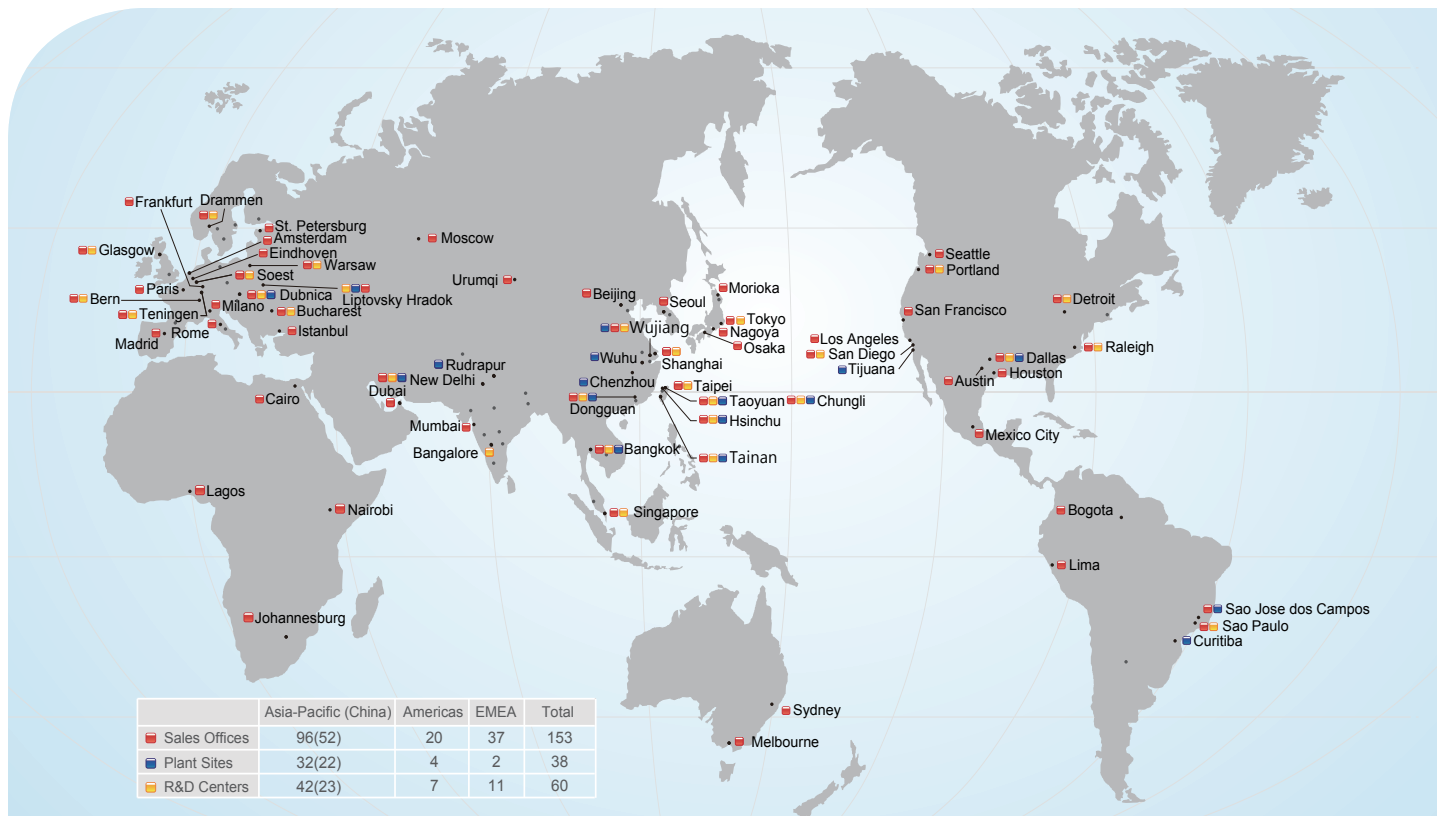 Frankfurt
Drammen
St. Petersburg
Amsterdam
Eindhoven
Glasgow
Warsaw
Soest
Moscow
Urumqi
Paris
Dubnica
Liptovsky Hradok
Bern
Milano
Bucharest
Teningen
Rome
Madrid
Istanbul
Beijing
Seoul
Morioka
Tokyo
Nagoya
Osaka
Wujiang
Shanghai
Wuhu
Rudrapur
New Delhi
Dubai
Chenzhou
Dongguan
Taipei
Taoyuan
Chungli
Hsinchu
Tainan
Cairo
Mumbai
Bangalore
Bangkok
Singapore
Lagos
Nairobi
Johannesburg
Seattle
Portland
San Francisco
Detroit
Los Angeles
San Diego
Tijuana
Raleigh
Dallas
Houston
Austin
Mexico City
Bogota
Lima
Sao Jose dos Campos
Sao Paulo
Curitiba
Sydney
Melbourne
Asia-Pacific (China) Americas EMEA Total
Sales Offices 96(52) 20 37 153
Plant Sites 32(22) 4 2 38
R&D Centers 42(23) 7 11 60